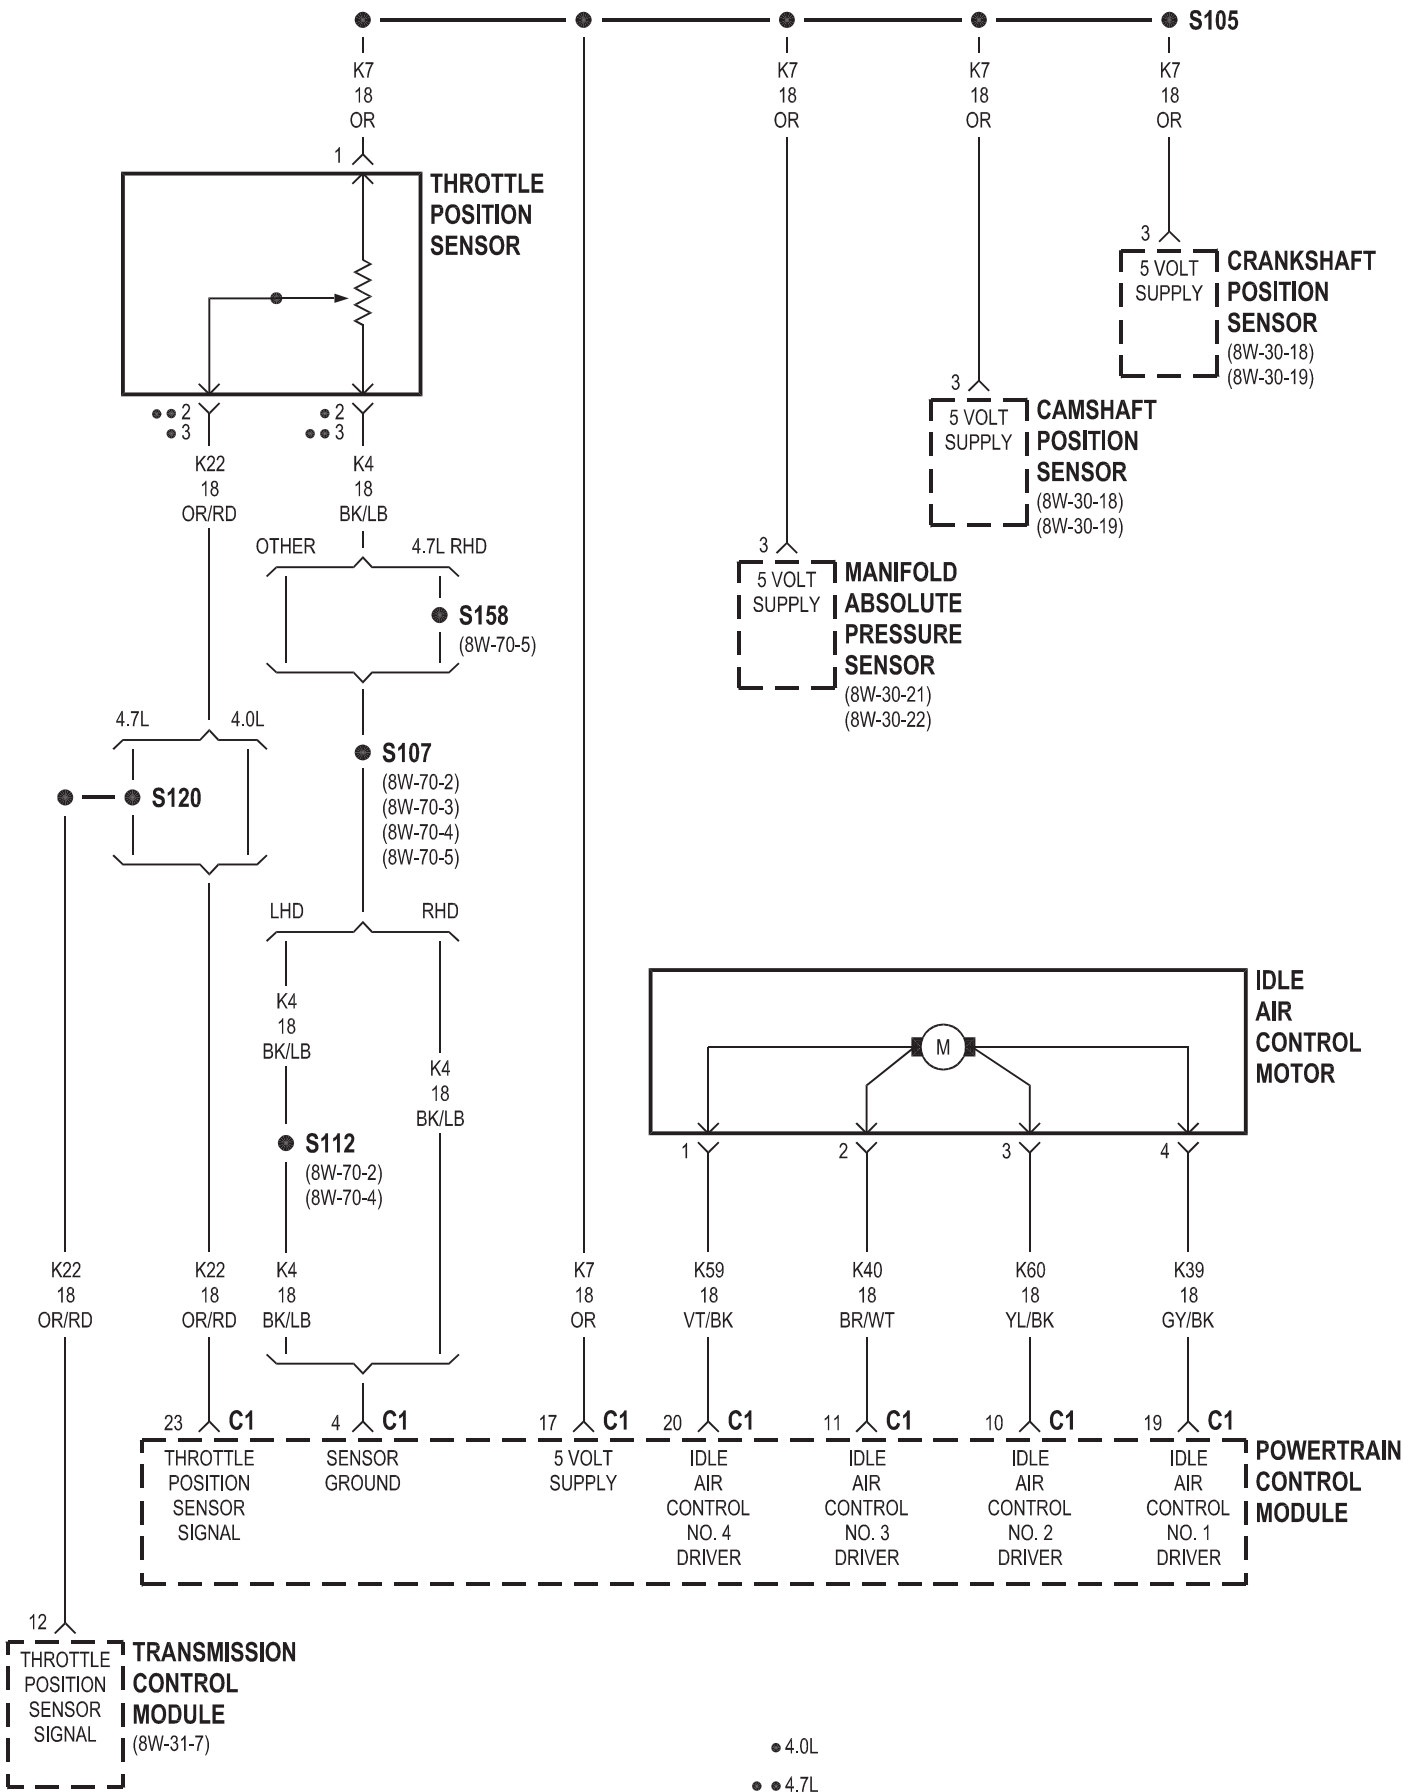 S105
K7
18
OR
K7
18
OR
K7
18
OR
K7
18
OR
1
THROTTLE
POSITION
SENSOR
3
5 VOLT
SUPPLY
CRANKSHAFT
POSITION
SENSOR
(8W-30-18)
(8W-30-19)
3
5 VOLT
SUPPLY
CAMSHAFT
POSITION
SENSOR
(8W-30-18)
(8W-30-19)
3
5 VOLT
SUPPLY
MANIFOLD
ABSOLUTE
PRESSURE
SENSOR
(8W-30-21)
(8W-30-22)
2
3
2
3
K22
18
OR/RD
K4
18
BK/LB
OTHER
4.7L RHD
S158
(8W-70-5)
4.7L
4.0L
S120
S107
(8W-70-2)
(8W-70-3)
(8W-70-4)
(8W-70-5)
LHD
RHD
K4
18
BK/LB
K4
18
BK/LB
S112
(8W-70-2)
(8W-70-4)
IDLE
AIR
CONTROL
MOTOR
M
1
2
3
4
K22
18
OR/RD
K22
18
OR/RD
K4
18
BK/LB
K7
18
OR
K59
18
VT/BK
K40
18
BR/WT
K60
18
YL/BK
K39
18
GY/BK
23 C1
4 C1
17 C1
20 C1
11 C1
10 C1
19 C1
THROTTLE
POSITION
SENSOR
SIGNAL
SENSOR
GROUND
5 VOLT
SUPPLY
IDLE
AIR
CONTROL
NO. 4
DRIVER
IDLE
AIR
CONTROL
NO. 3
DRIVER
IDLE
AIR
CONTROL
NO. 2
DRIVER
IDLE
AIR
CONTROL
NO. 1
DRIVER
POWERTRAIN
CONTROL
MODULE
12
THROTTLE
POSITION
SENSOR
SIGNAL
TRANSMISSION
CONTROL
MODULE
(8W-31-7)
4.0L
4.7L